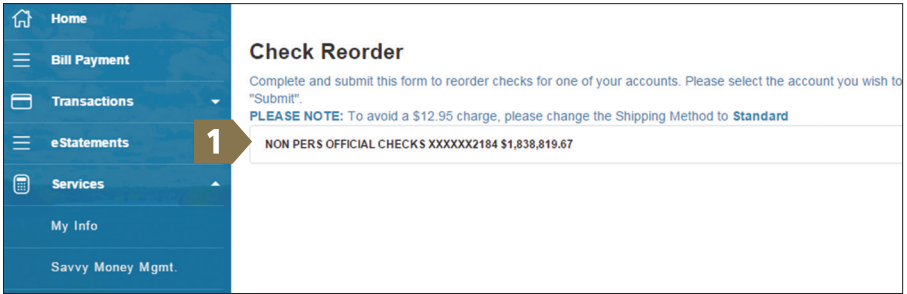 Home
Bill Payment
Transactions
eStatements
Services
My Info
Savvy Money Mgmt.
Check Reorder
Complete and submit this form to reorder checks for one of your accounts. Please select the account you wish to
"Submit".
PLEASE NOTE: To avoid a $12.95 charge, please change the Shipping Method to Standard
1
NON PERS OFFICIAL CHECKS XXXXXX2184 $1,838,819.67